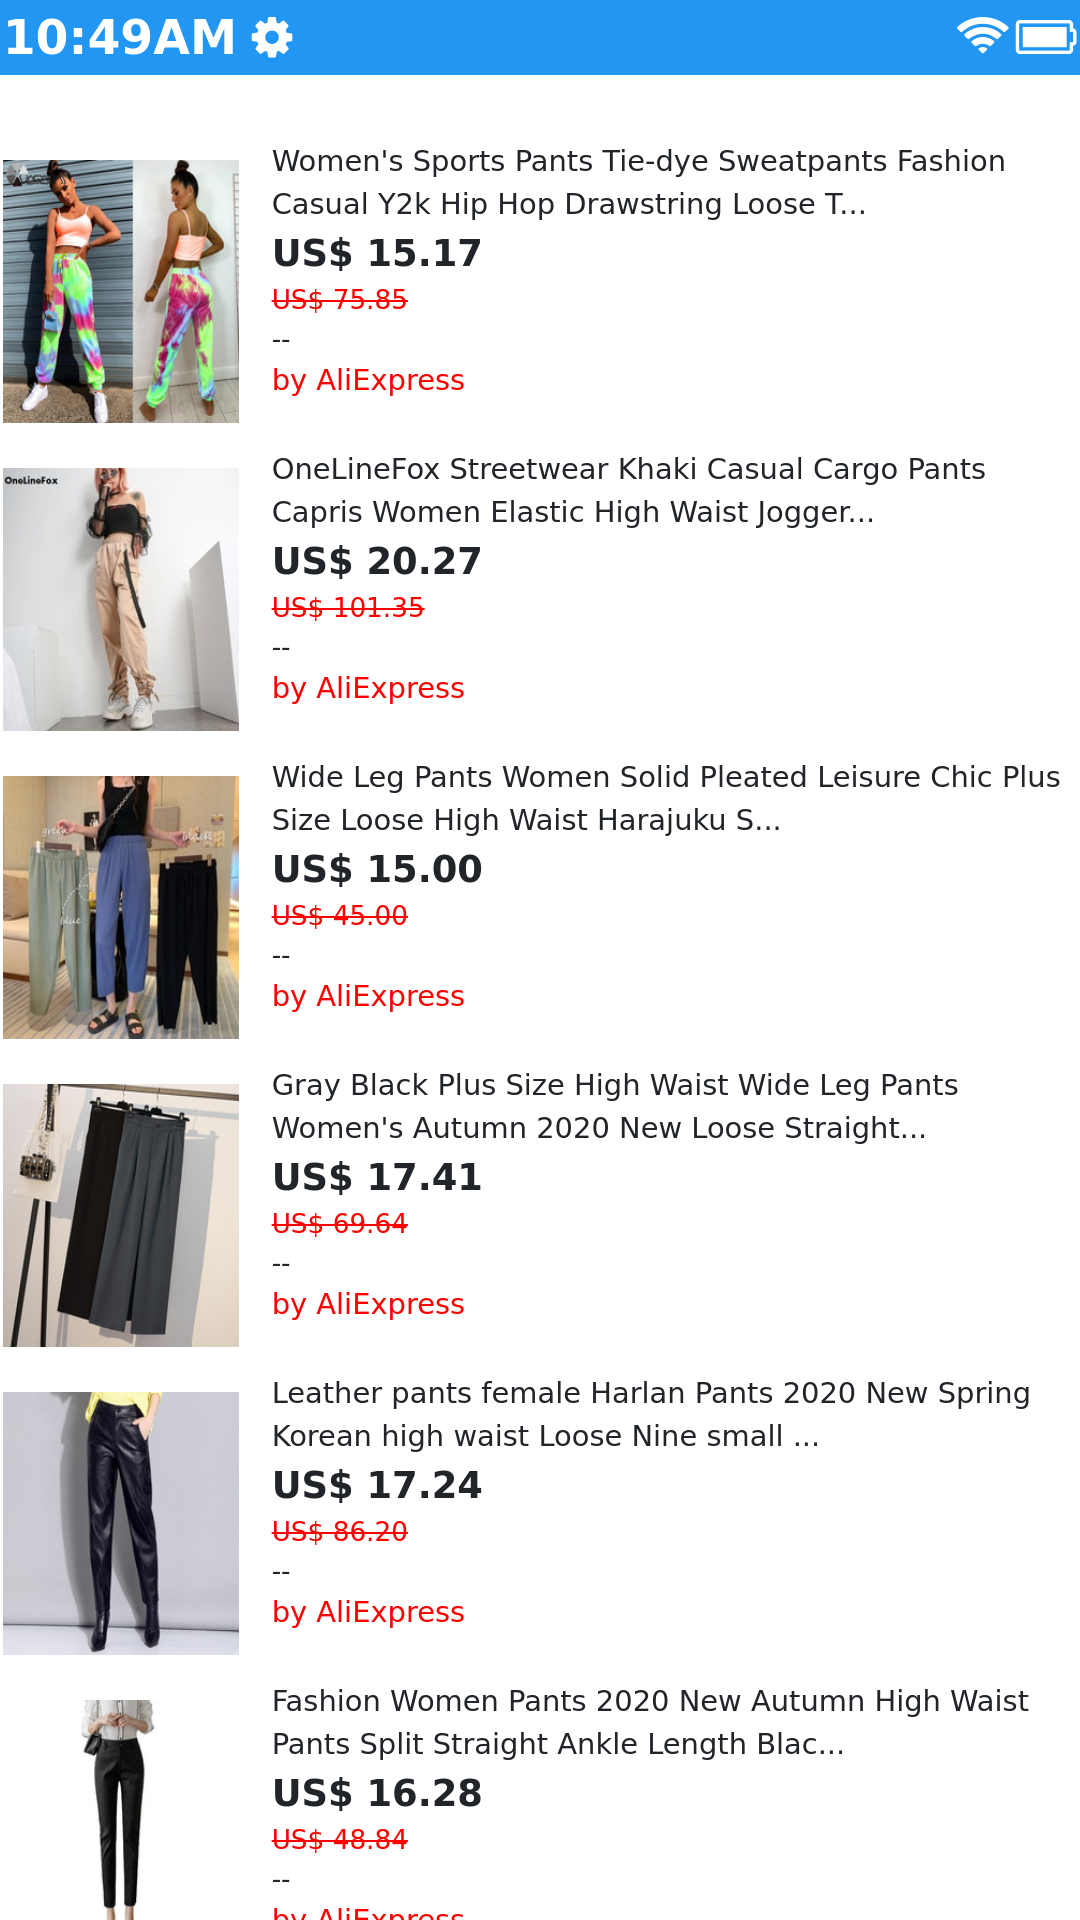 10:49AM
Women's Sports Pants Tie-dye Sweatpants Fashion
Casual Y2k Hip Hop Drawstring Loose T...
US$ 15.17
US$ 75.85
--
by AliExpress
OneLineFox
OneLineFox Streetwear Khaki Casual Cargo Pants
Capris Women Elastic High Waist Jogger...
US$ 20.27
US$ 101.35
--
by AliExpress
green
black
blue
Wide Leg Pants Women Solid Pleated Leisure Chic Plus
Size Loose High Waist Harajuku S...
US$ 15.00
US$ 45.00
--
by AliExpress
Gray Black Plus Size High Waist Wide Leg Pants
Women's Autumn 2020 New Loose Straight...
US$ 17.41
US$ 69.64
--
by AliExpress
Leather pants female Harlan Pants 2020 New Spring
Korean high waist Loose Nine small ...
US$ 17.24
US$ 86.20
--
by AliExpress
Fashion Women Pants 2020 New Autumn High Waist
Pants Split Straight Ankle Length Blac...
US$ 16.28
US$ 48.84
--
by AliExpress